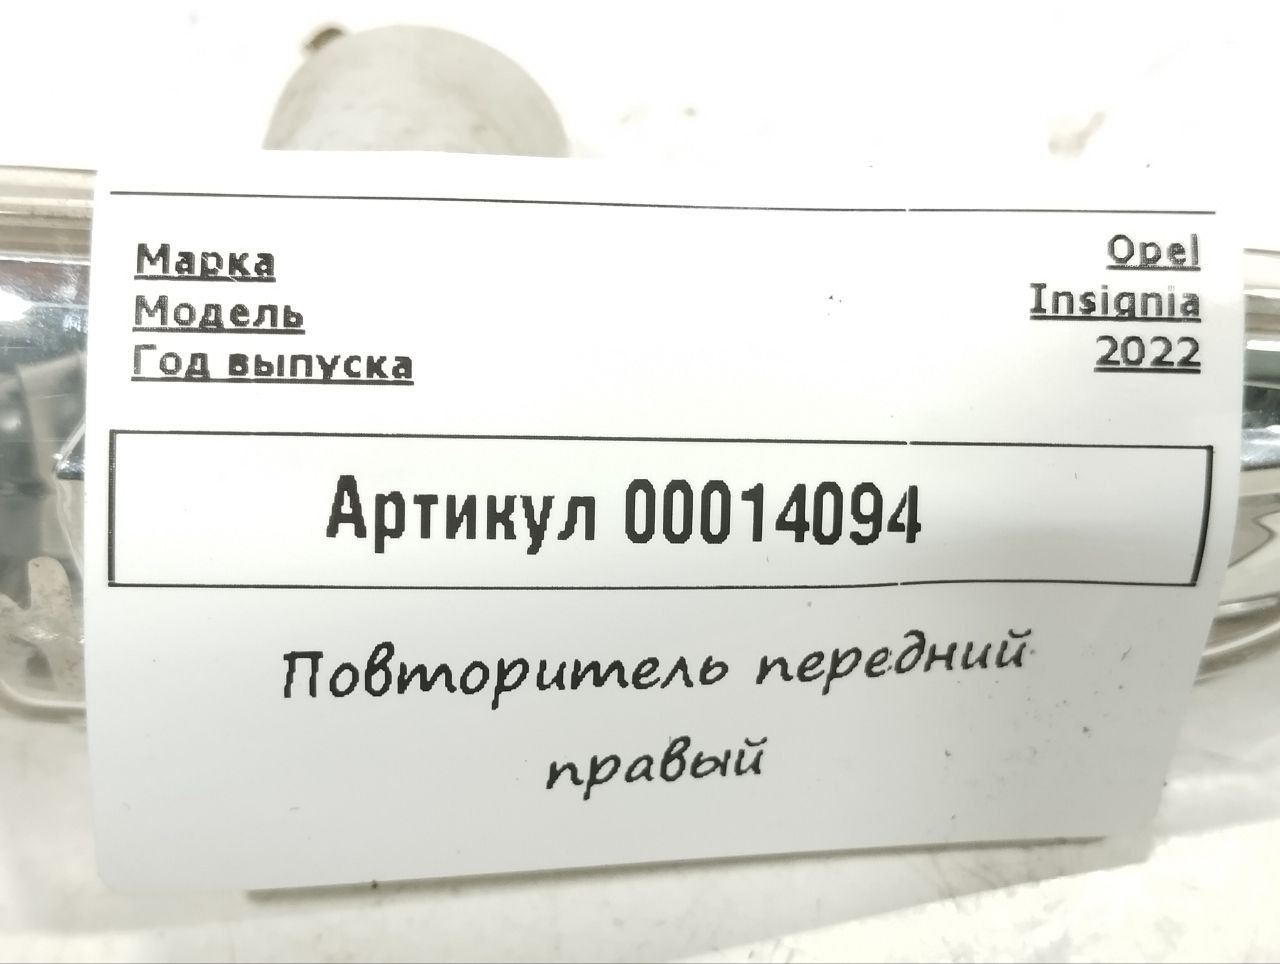 Марка Opel
Модель Insignia
Год выпуска 2022
Артикул 00014094
Повторитель передний
правый